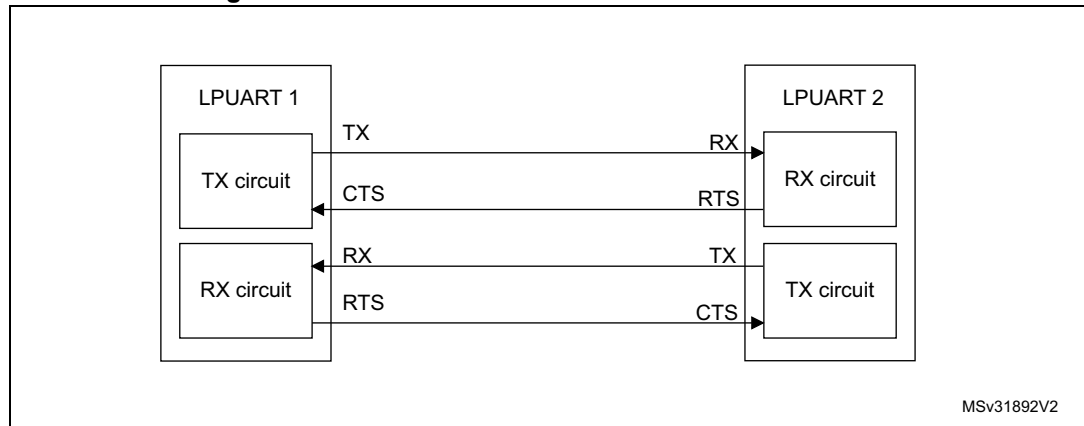 LPUART 1
LPUART 2
TX
RX
TX circuit
RX circuit
CTS
RTS
RX
TX
RX circuit
TX circuit
RTS
CTS
MSv31892V2